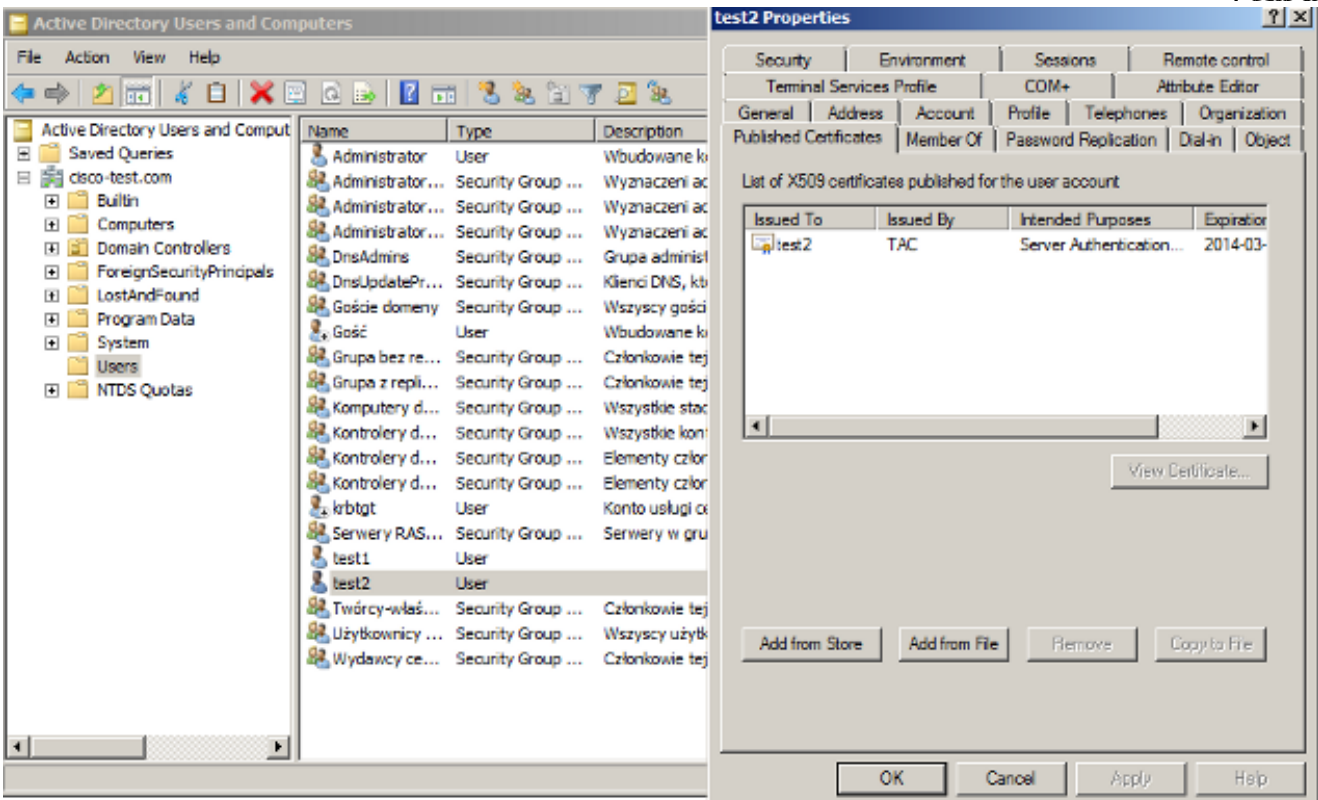 Active Directory Users and Computers
File Action View Help
Active Directory Users and Comput
Saved Queries
cisco-test.com
Builtin
Computers
Domain Controllers
ForeignSecurityPrincipals
LostAndFound
Program Data
System
Users
NTDS Quotas
Name Type Description
Administrator User Wbudowane k
Administrator... Security Group ... Wyznaczeni ac
Administrator... Security Group ... Wyznaczeni ac
Administrator... Security Group ... Wyznaczeni ac
DnsAdmins Security Group ... Grupa administ
DnsUpdatePr... Security Group ... Klienci DNS, kt
Goście domeny Security Group ... Wszyscy gości
Gość User Wbudowane k
Grupa bez re... Security Group ... Członkowie tej
Grupa z repli... Security Group ... Członkowie tej
Komputery d... Security Group ... Wszystkie stac
Kontrolery d... Security Group ... Wszystkie kon
Kontrolery d... Security Group ... Elementy człor
Kontrolery d... Security Group ... Elementy człor
krbtgt User Konto usługi ce
Serwery RAS... Security Group ... Serwery w gru
test1 User
test2 User
Twórcy-właś... Security Group ... Członkowie tej
Użytkownicy ... Security Group ... Wszyscy użytk
Wydawcy ce... Security Group ... Członkowie tej
test2 Properties
Security Environment Sessions Remote control
Terminal Services Profile COM+ Attribute Editor
General Address Account Profile Telephones Organization
Published Certificates Member Of Password Replication Dial-in Object
List of X509 certificates published for the user account
Issued To Issued By Intended Purposes Expiration
test2 TAC Server Authentication... 2014-03-
View Certificate...
Add from Store Add from File Remove Copy to File
OK Cancel Apply Help